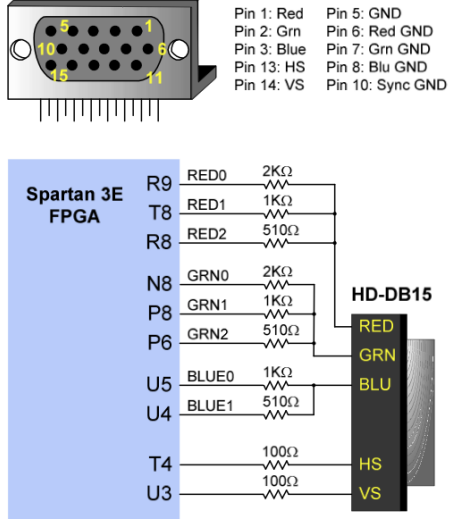 Pin 1: Red Pin 5: GND
Pin 2: Grn Pin 6: Red GND
Pin 3: Blue Pin 7: Grn GND
Pin 13: HS Pin 8: Blu GND
Pin 14: VS Pin 10: Sync GND
5 1
10 6
15 11
Spartan 3E
FPGA
HD-DB15
R9 RED0 2KΩ
T8 RED1 1KΩ
R8 RED2 510Ω
N8 GRN0 2KΩ
P8 GRN1 1KΩ
P6 GRN2 510Ω
U5 BLUE0 1KΩ
U4 BLUE1 510Ω
T4 100Ω
U3 100Ω
RED
GRN
BLU
HS
VS